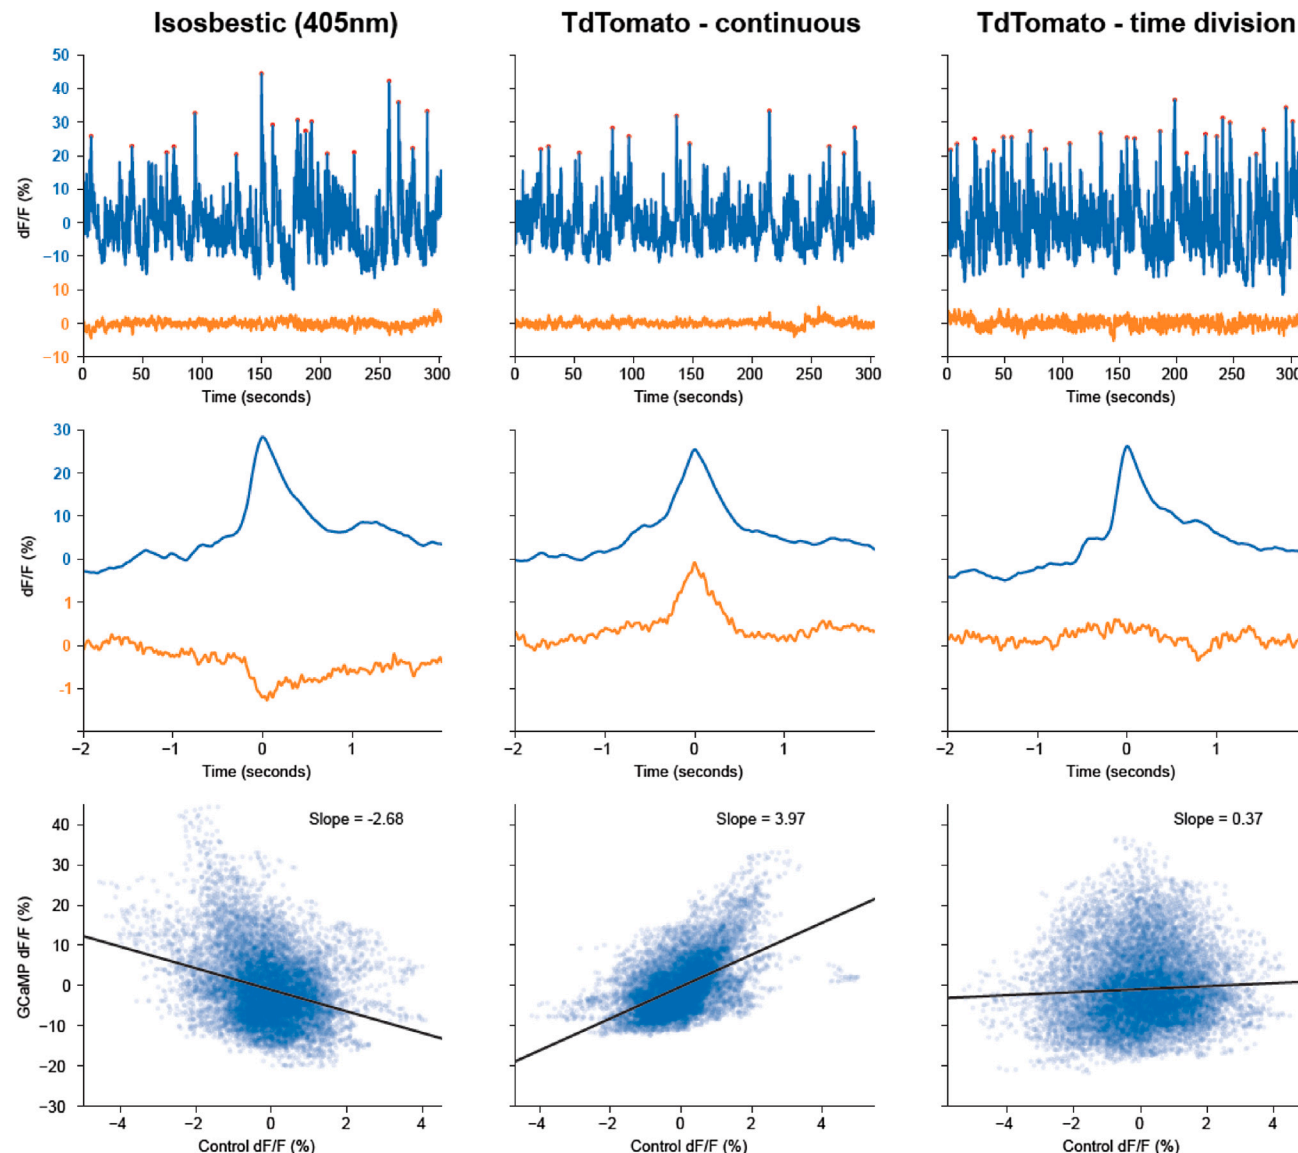 Isosbestic (405nm) TdTomato - continuous TdTomato - time division
50
40
30
20
10
0
−10
10
0
−10
dF/F (%)
0 50 100 150 200 250 300 0 50 100 150 200 250 300 0 50 100 150 200 250 300
Time (seconds) Time (seconds) Time (seconds)
30
20
10
0
1
0
-1
dF/F (%)
−2 −1 0 1 −2 −1 0 1 −2 −1 0 1
Time (seconds) Time (seconds) Time (seconds)
Slope = -2.68 Slope = 3.97 Slope = 0.37
40
30
20
10
0
−10
−20
−30
GCaMP dF/F (%)
−4 −2 0 2 4 −4 −2 0 2 4 −4 −2 0 2 4
Control dF/F (%) Control dF/F (%) Control dF/F (%)